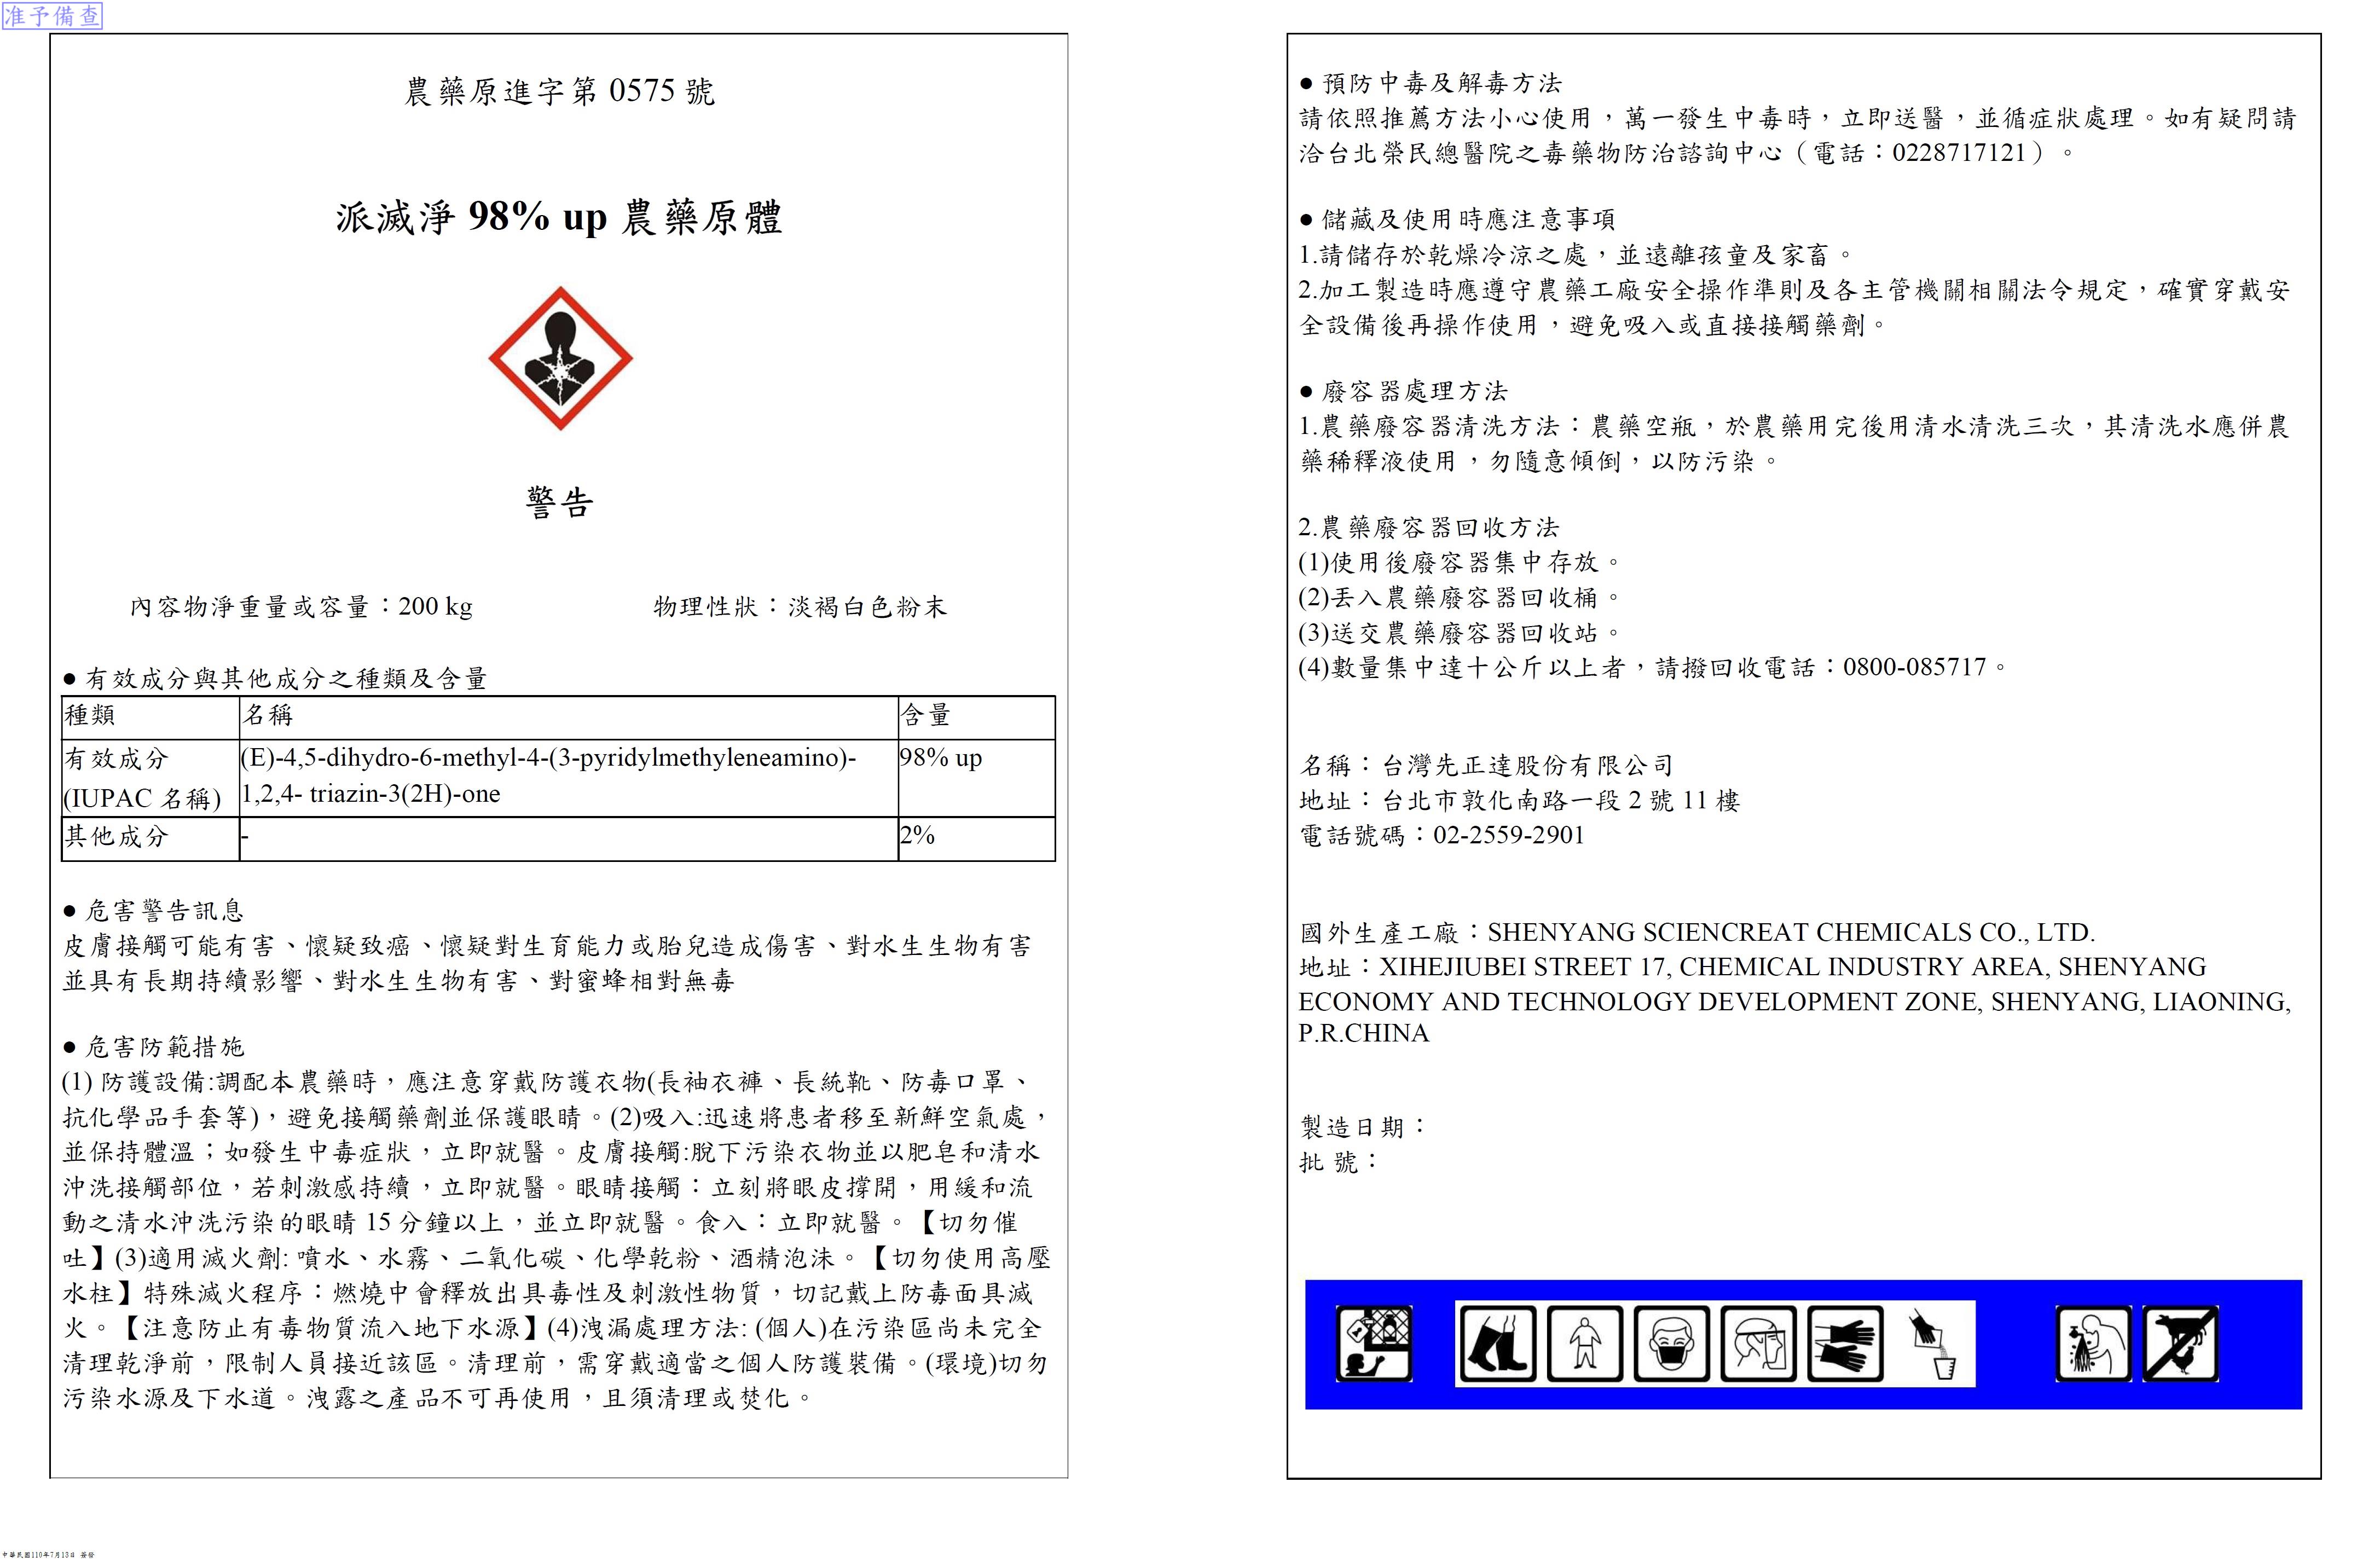 准予備查
農藥原進字第 0575 號
派滅淨 98% up 農藥原體
警告
內容物淨重量或容量：200 kg 物理性狀：淡褐白色粉末
● 有效成分與其他成分之種類及含量
種類 名稱 含量
有效成分 (E)-4,5-dihydro-6-methyl-4-(3-pyridylmethyleneamino)- 98% up
(IUPAC 名稱) 1,2,4- triazin-3(2H)-one
其他成分 - 2%
● 危害警告訊息
皮膚接觸可能有害、懷疑致癌、懷疑對生育能力或胎兒造成傷害、對水生生物有害
並具有長期持續影響、對水生生物有害、對蜜蜂相對無毒
● 危害防範措施
(1) 防護設備:調配本農藥時，應注意穿戴防護衣物(長袖衣褲、長統靴、防毒口罩、
抗化學品手套等)，避免接觸藥劑並保護眼睛。(2)吸入:迅速將患者移至新鮮空氣處，
並保持體溫；如發生中毒症狀，立即就醫。皮膚接觸:脫下污染衣物並以肥皂和清水
沖洗接觸部位，若刺激感持續，立即就醫。眼睛接觸：立刻將眼皮撐開，用緩和流
動之清水沖洗污染的眼睛 15 分鐘以上，並立即就醫。食入：立即就醫。【切勿催
吐】(3)適用滅火劑: 噴水、水霧、二氧化碳、化學乾粉、酒精泡沫。【切勿使用高壓
水柱】特殊滅火程序：燃燒中會釋放出具毒性及刺激性物質，切記戴上防毒面具滅
火。【注意防止有毒物質流入地下水源】(4)洩漏處理方法: (個人)在污染區尚未完全
清理乾淨前，限制人員接近該區。清理前，需穿戴適當之個人防護裝備。(環境)切勿
污染水源及下水道。洩露之產品不可再使用，且須清理或焚化。
● 預防中毒及解毒方法
請依照推薦方法小心使用，萬一發生中毒時，立即送醫，並循症狀處理。如有疑問請
洽台北榮民總醫院之毒藥物防治諮詢中心（電話：0228717121）。
● 儲藏及使用時應注意事項
1.請儲存於乾燥冷涼之處，並遠離孩童及家畜。
2.加工製造時應遵守農藥工廠安全操作準則及各主管機關相關法令規定，確實穿戴安
全設備後再操作使用，避免吸入或直接接觸藥劑。
● 廢容器處理方法
1.農藥廢容器清洗方法：農藥空瓶，於農藥用完後用清水清洗三次，其清洗水應併農
藥稀釋液使用，勿隨意傾倒，以防污染。
2.農藥廢容器回收方法
(1)使用後廢容器集中存放。
(2)丟入農藥廢容器回收桶。
(3)送交農藥廢容器回收站。
(4)數量集中達十公斤以上者，請撥回收電話：0800-085717。
名稱：台灣先正達股份有限公司
地址：台北市敦化南路一段 2 號 11 樓
電話號碼：02-2559-2901
國外生產工廠：SHENYANG SCIENCREAT CHEMICALS CO., LTD.
地址：XIHEJIUBEI STREET 17, CHEMICAL INDUSTRY AREA, SHENYANG
ECONOMY AND TECHNOLOGY DEVELOPMENT ZONE, SHENYANG, LIAONING,
P.R.CHINA
製造日期：
批 號：
中華民國110年7月13日 簽發